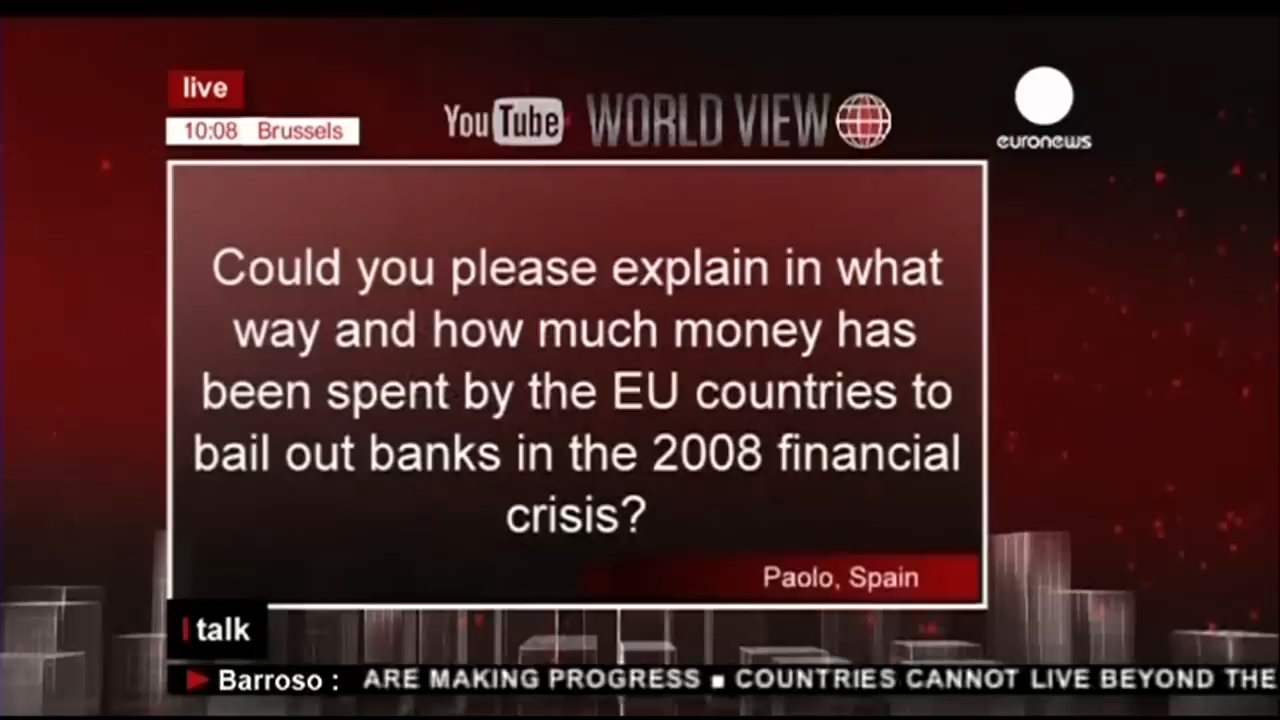 live
10:08 Brussels
YouTube WORLD VIEW
euronews
Could you please explain in what
way and how much money has
been spent by the EU countries to
bail out banks in the 2008 financial
crisis?
Paolo, Spain
I talk
Barroso : ARE MAKING PROGRESS ■ COUNTRIES CANNOT LIVE BEYOND THE